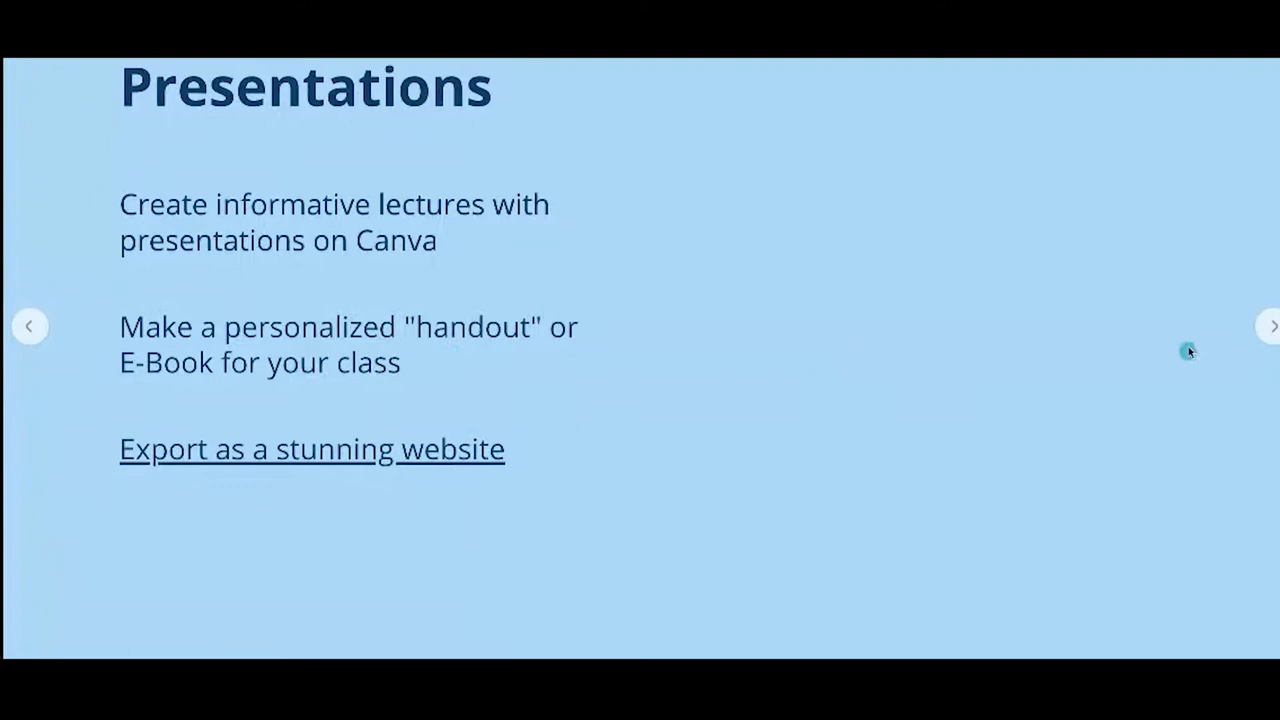 Presentations
Create informative lectures with
presentations on Canva
Make a personalized "handout" or
E-Book for your class
Export as a stunning website